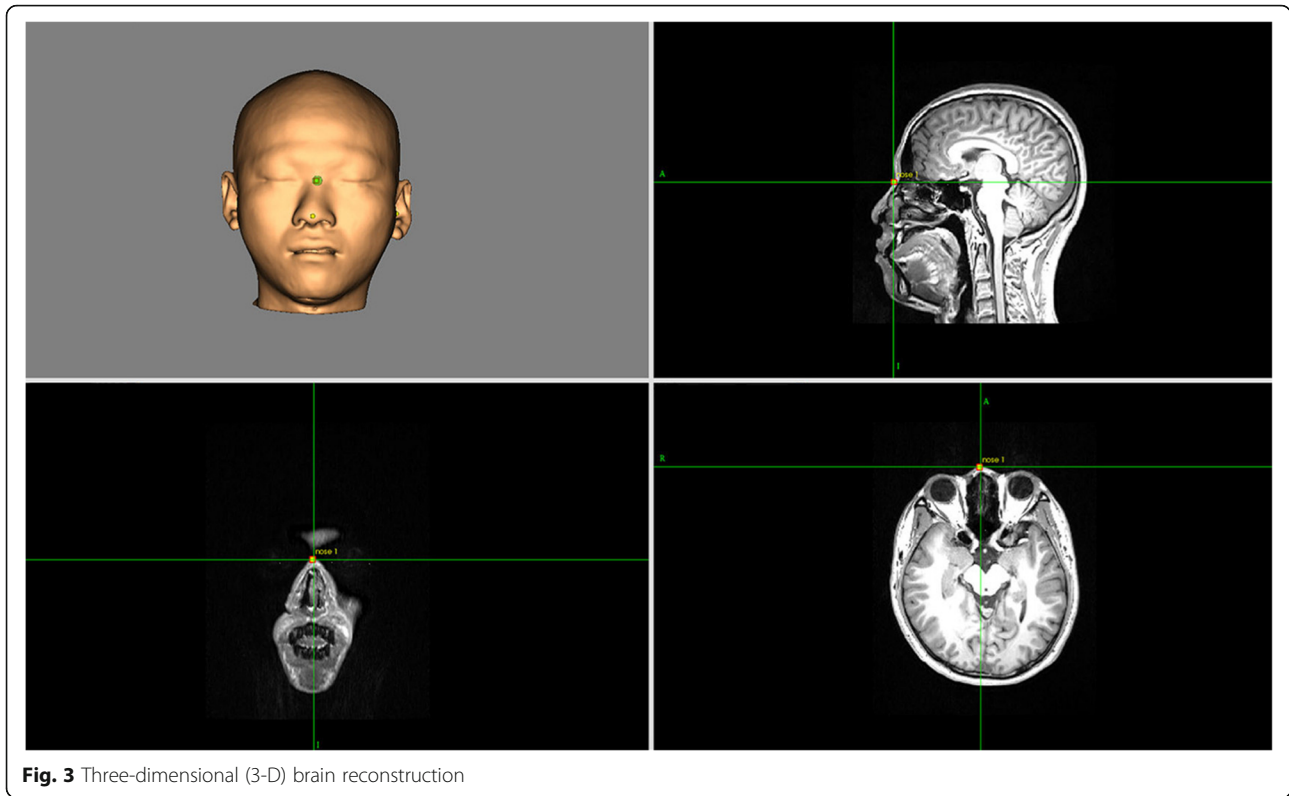 A
nose 1
I
nose 1
I
A
R
nose 1
Fig. 3 Three-dimensional (3-D) brain reconstruction